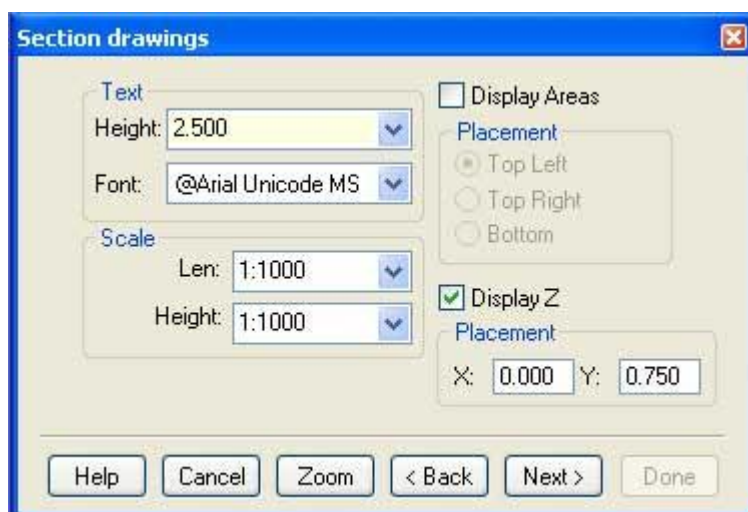 Section drawings
Text
Height: 2.500
Font: @Arial Unicode MS
Scale
Len: 1:1000
Height: 1:1000
Display Areas
Placement
Top Left
Top Right
Bottom
Display Z
Placement
X: 0.000 Y: 0.750
Help Cancel Zoom < Back Next > Done